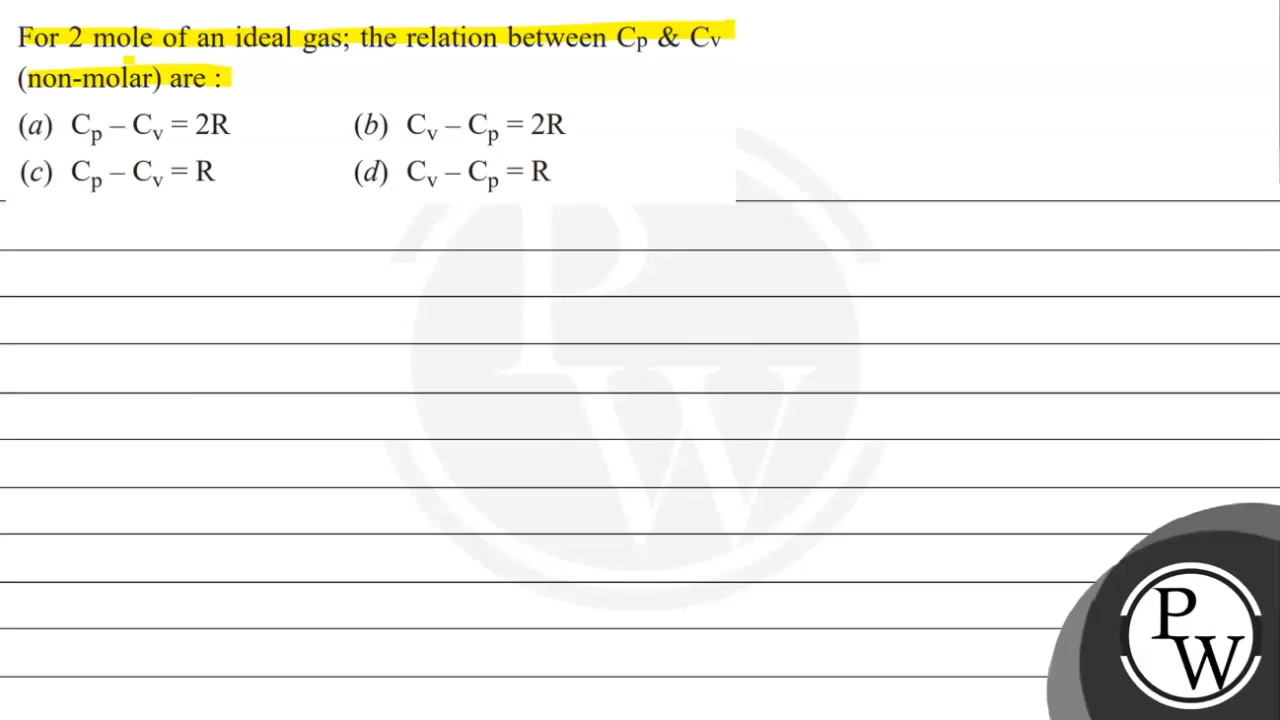 For 2 mole of an ideal gas; the relation between Cp & Cv
(non-molar) are :
(a) Cp – Cv = 2R (b) Cv – Cp = 2R
(c) Cp – Cv = R (d) Cv – Cp = R
P
W
P
W